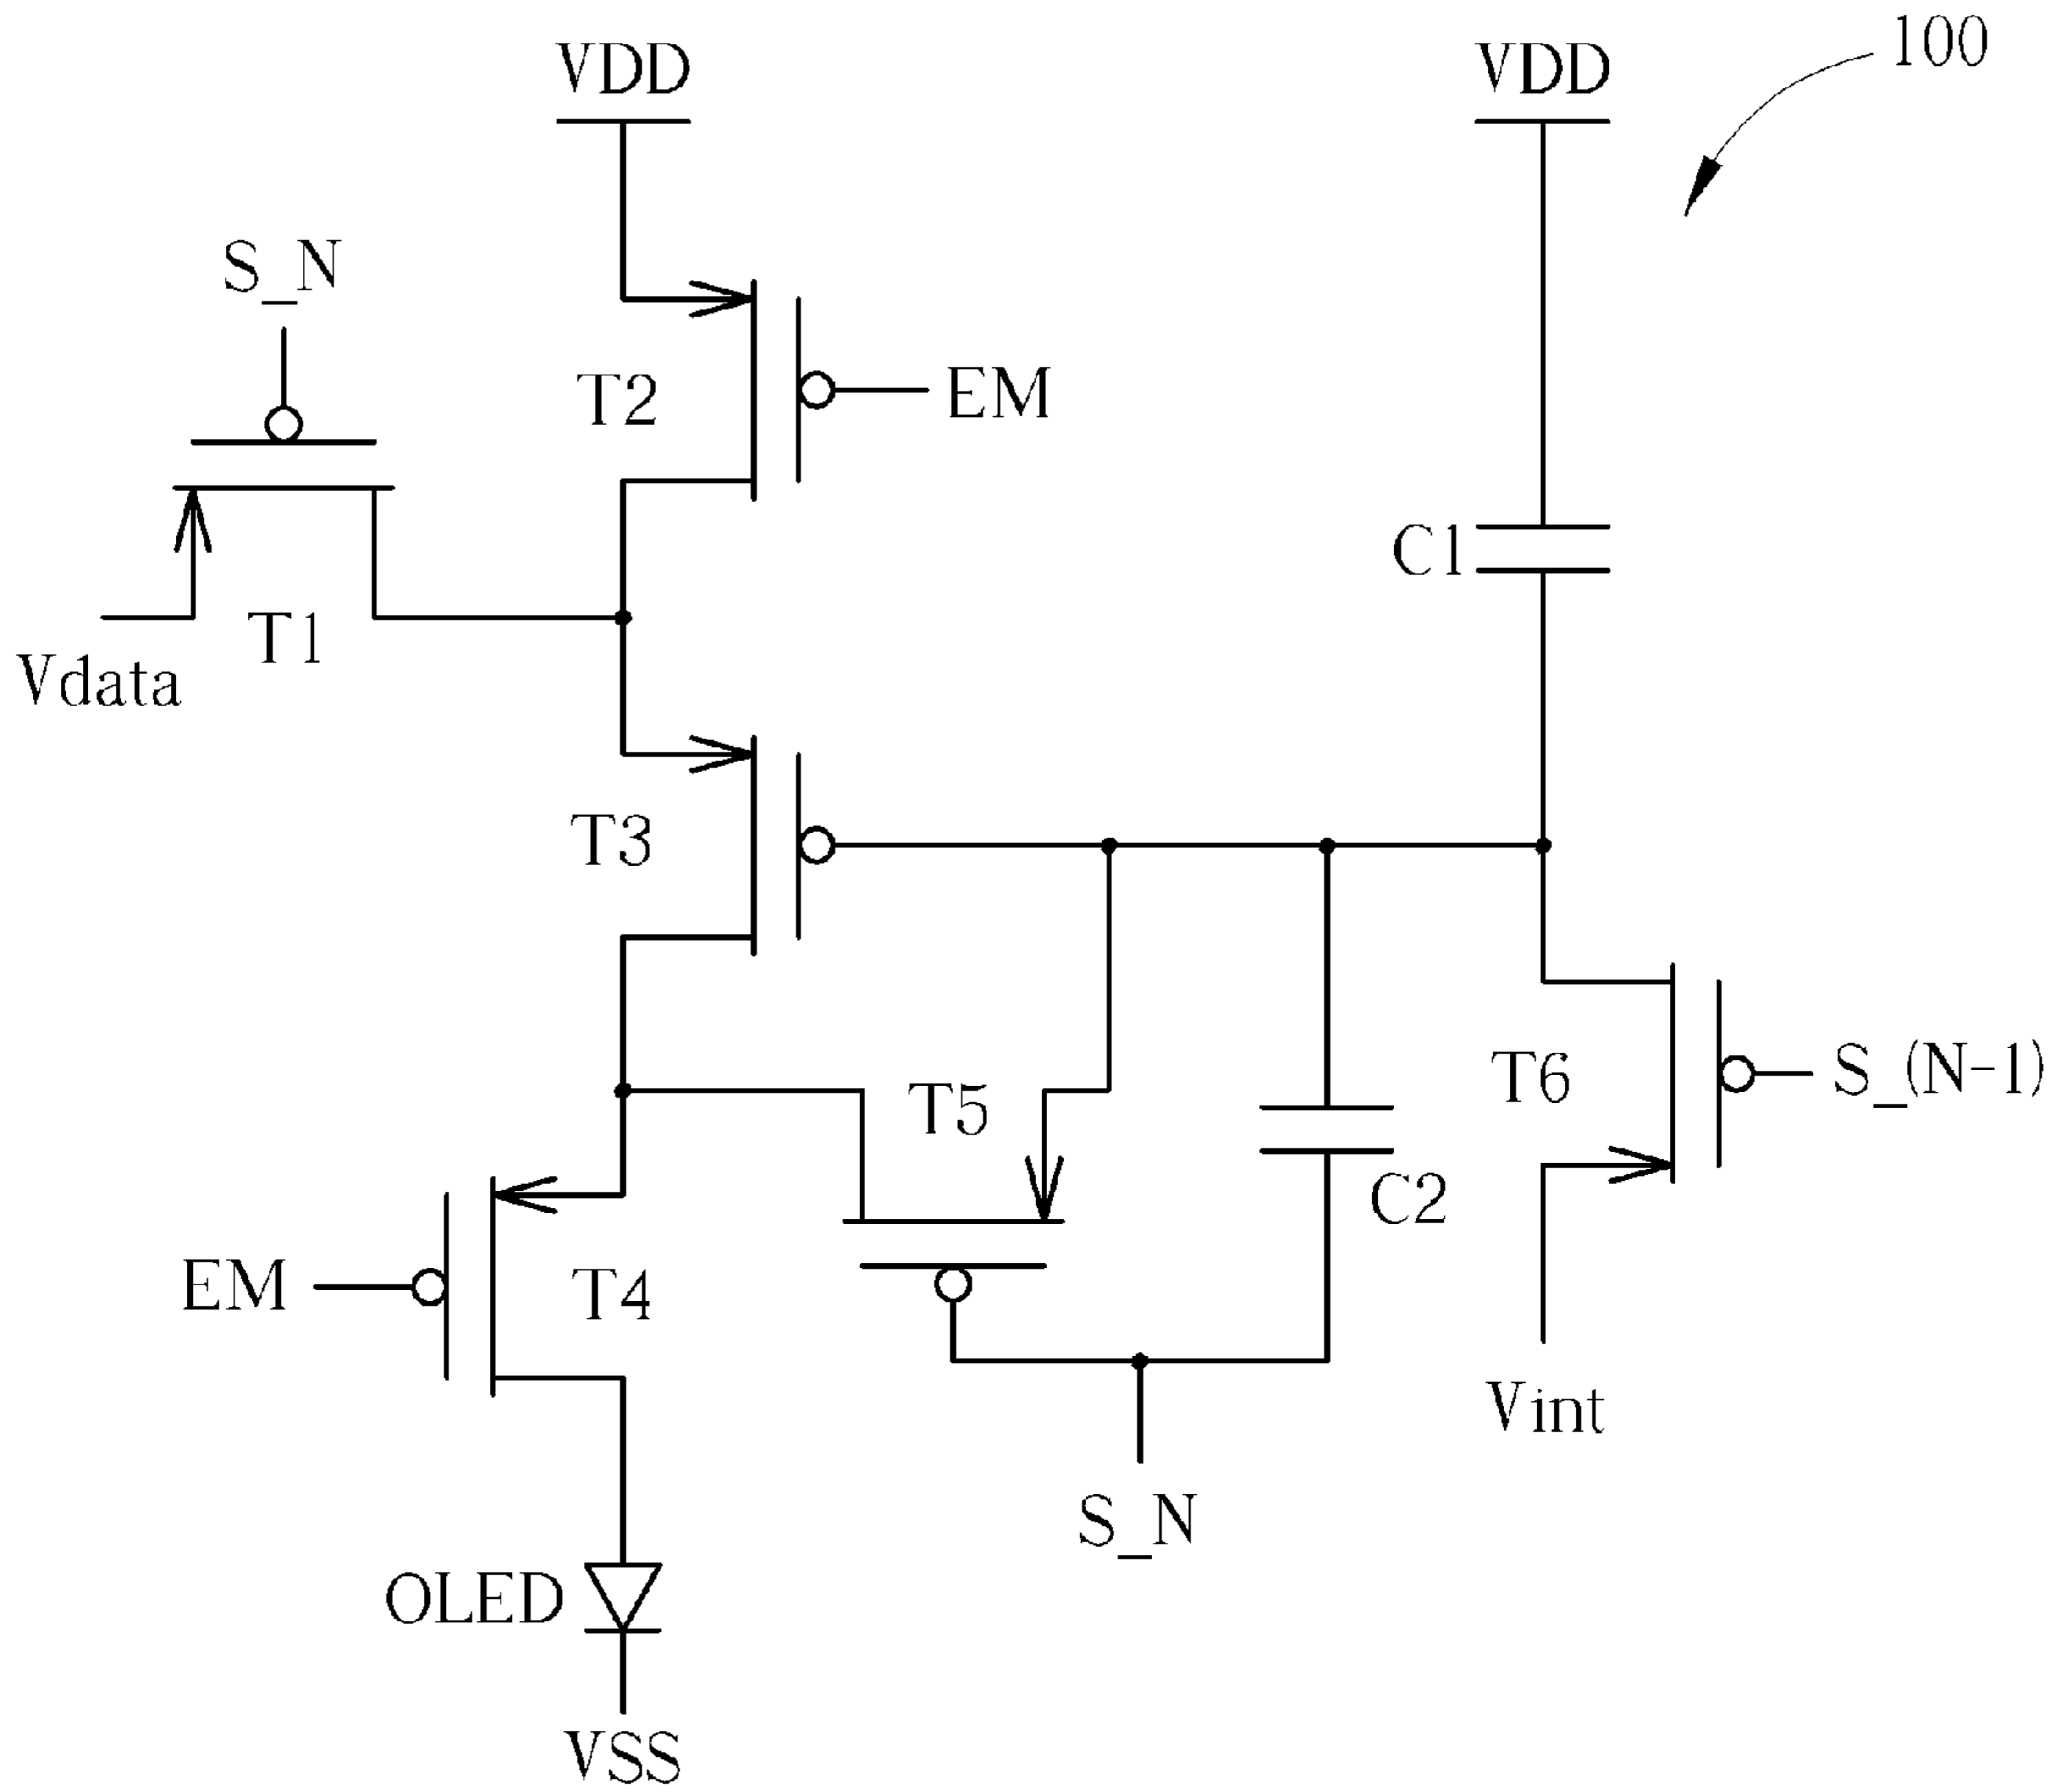 VDD
VDD
100
S_N
T2
EM
C1
T1
Vdata
T3
T5
T6
S_(N-1)
C2
EM
T4
Vint
S_N
OLED
VSS